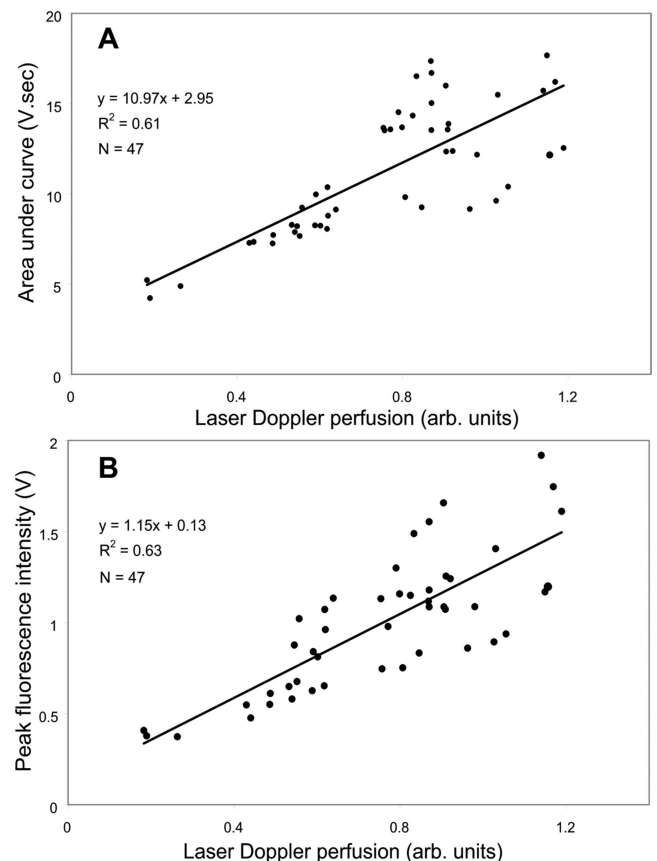 A
20
15
10
5
0
y = 10.97x + 2.95
R² = 0.61
N = 47
Area under curve (V.sec)
0 0.4 0.8 1.2
Laser Doppler perfusion (arb. units)
B
2
1.5
1
0.5
0
y = 1.15x + 0.13
R² = 0.63
N = 47
Peak fluorescence intensity (V)
0 0.4 0.8 1.2
Laser Doppler perfusion (arb. units)